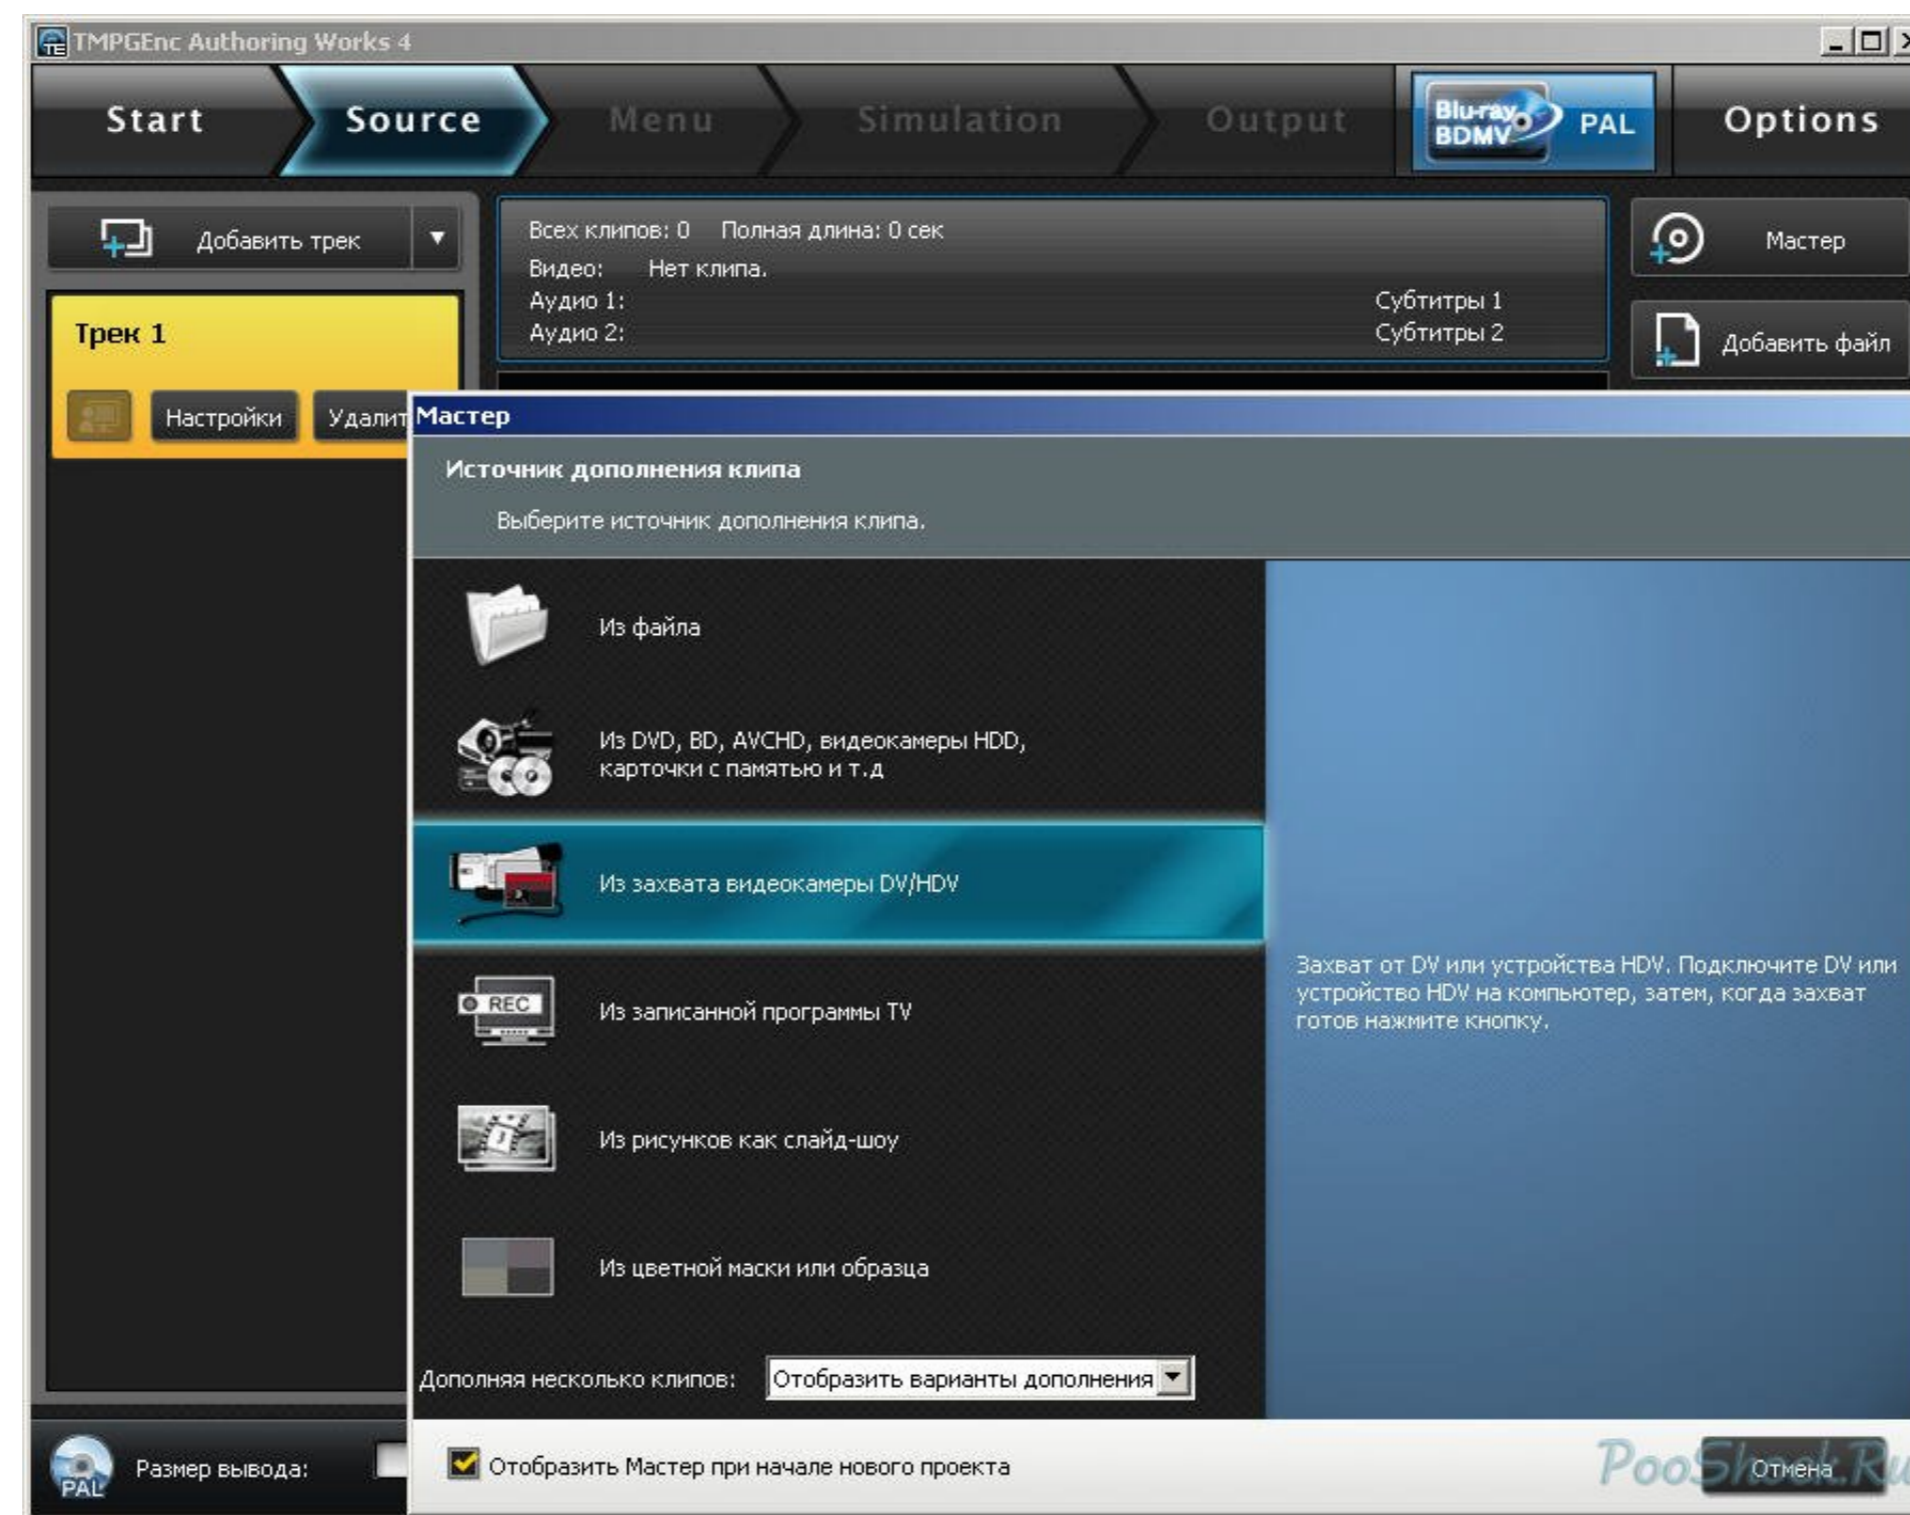 TMPGEnc Authoring Works 4
Start Source Menu Simulation Output Blu-ray BDMV PAL Options
Добавить трек
Всех клипов: 0 Полная длина: 0 сек
Видео: Нет клипа.
Аудио 1: Субтитры 1
Аудио 2: Субтитры 2
Мастер
Добавить файл
Трек 1
Настройки Удалит
Мастер
Источник дополнения клипа
Выберите источник дополнения клипа.
Из файла
Из DVD, BD, AVCHD, видеокамеры HDD,
карточки с памятью и т.д
Из захвата видеокамеры DV/HDV
REC
Из записанной программы TV
Из рисунков как слайд-шоу
Из цветной маски или образца
Захват от DV или устройства HDV. Подключите DV или
устройство HDV на компьютер, затем, когда захват
готов нажмите кнопку.
Дополняя несколько клипов: Отобразить варианты дополнения
PAL Размер вывода:
Отобразить Мастер при начале нового проекта
Отмена
PooShock.Ru